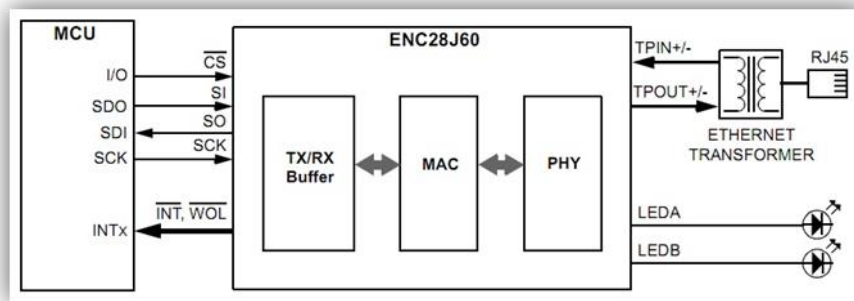 MCU
I/O
SDO
SDI
SCK
INTx
CS
SI
SO
SCK
INT, WOL
ENC28J60
TX/RX
Buffer
MAC
PHY
TPIN+/-
TPOUT+/-
RJ45
ETHERNET
TRANSFORMER
LEDA
LEDB